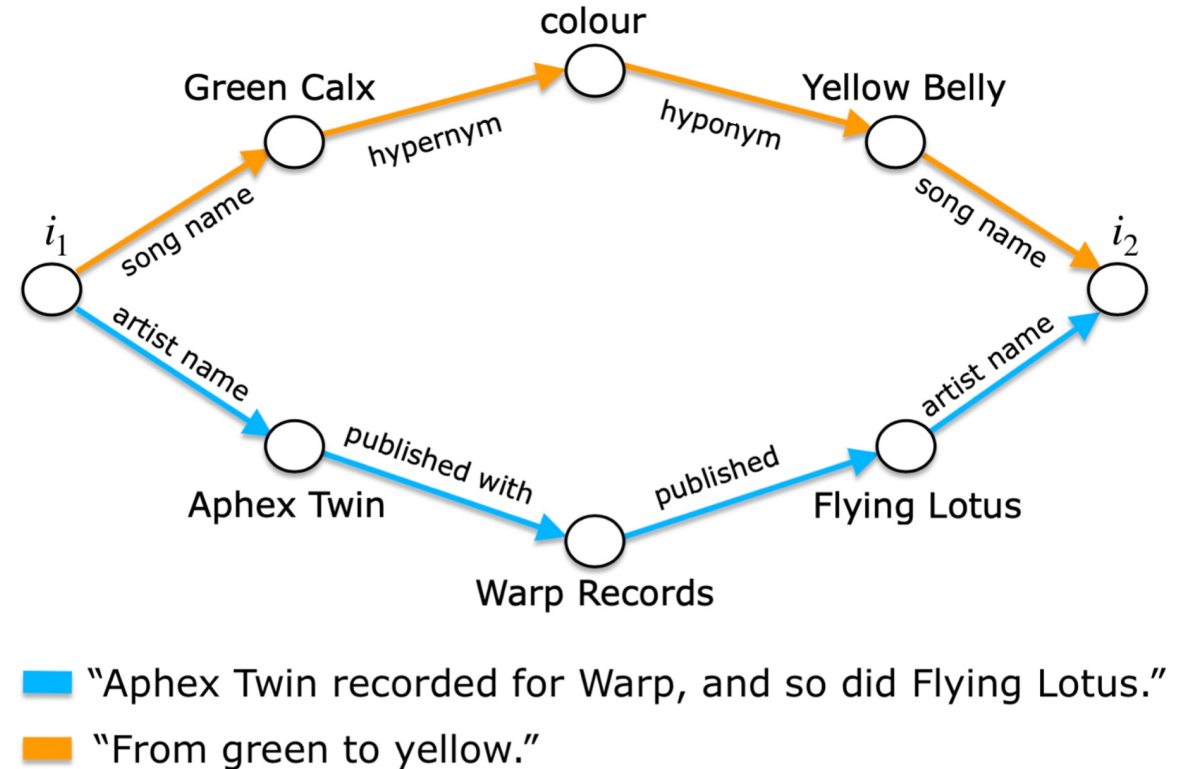 colour
Green Calx
Yellow Belly
hypernym
hyponym
song name
song name
i1
i2
artist name
artist name
published with
published
Aphex Twin
Flying Lotus
Warp Records
“Aphex Twin recorded for Warp, and so did Flying Lotus.”
“From green to yellow.”